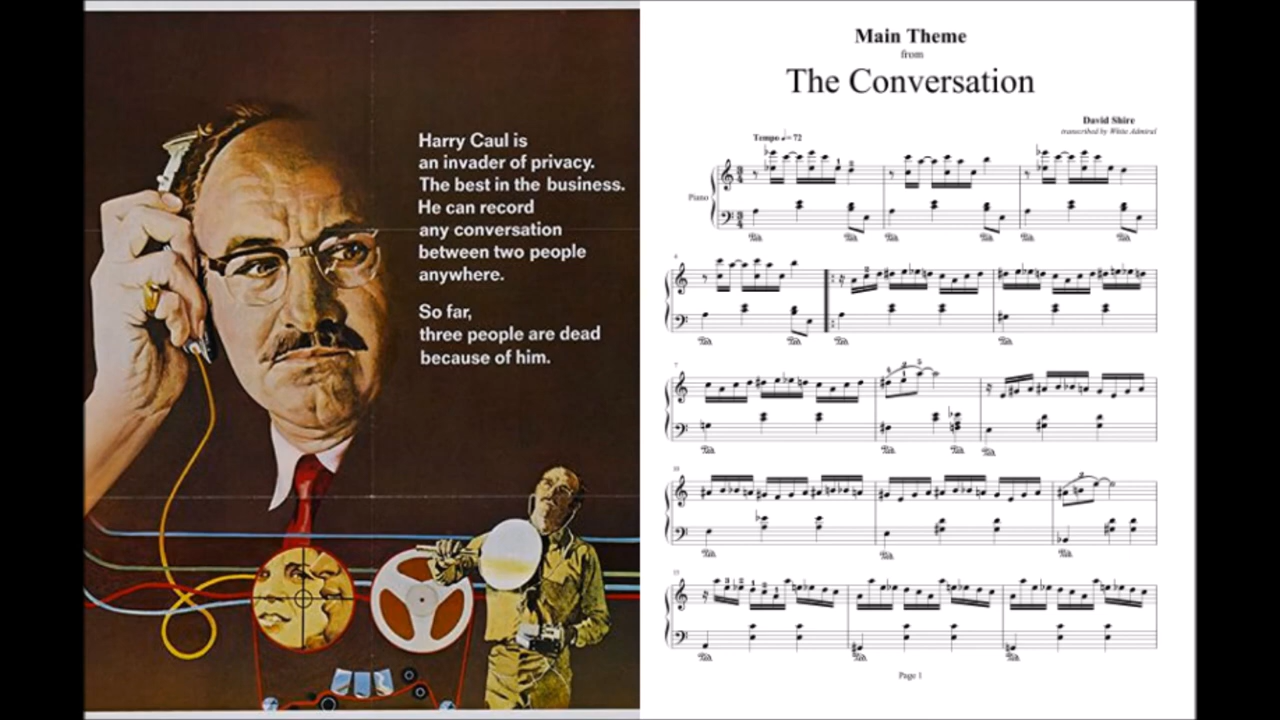 Harry Caul is
an invader of privacy.
The best in the business.
He can record
any conversation
between two people
anywhere.
So far,
three people are dead
because of him.
Main Theme
from
The Conversation
David Shire
transcribed by White Admiral
Tempo ♩= 72
Piano
Page 1